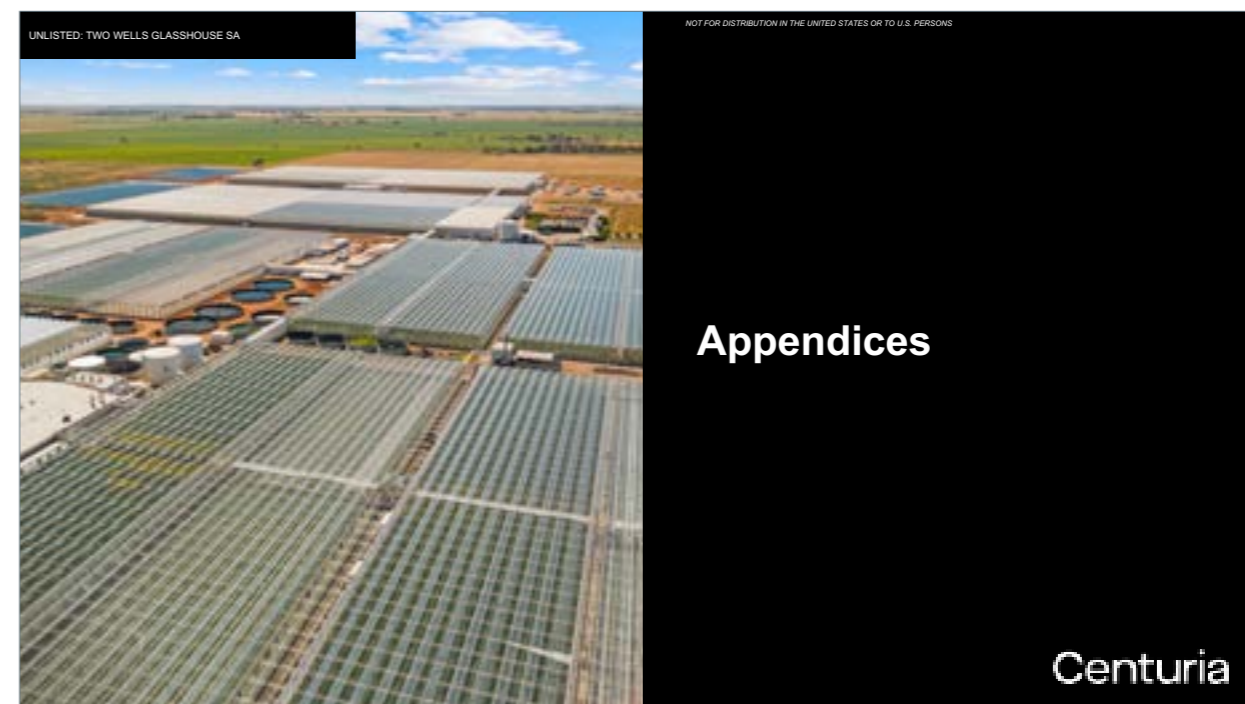 UNLISTED: TWO WELLS GLASSHOUSE SA
NOT FOR DISTRIBUTION IN THE UNITED STATES OR TO U.S. PERSONS
Appendices
Centuria